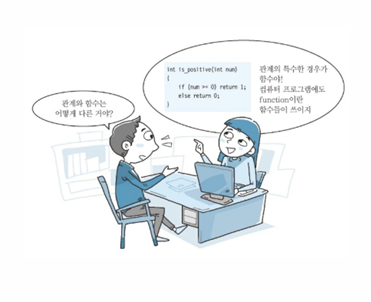 관계와 함수는
어떻게 다른 거야?
int is_positive(int num)
{
if (num >= 0) return 1;
else return 0;
}
관계의 특수한 경우가
함수야!
컴퓨터 프로그램에도
function이란
함수들이 쓰이지